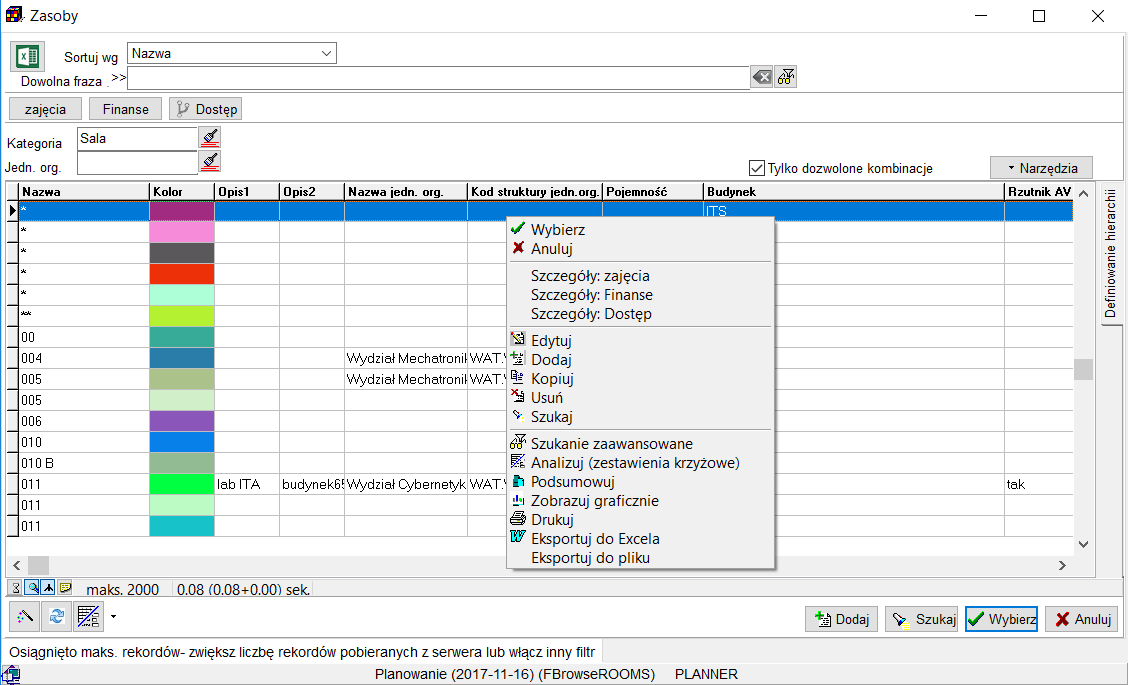 Zasoby
Sortuj wg Nazwa
Dowolna fraza . >>
zajęcia Finanse Dostęp
Kategoria Sala
Jedn. org.
Tylko dozwolone kombinacje Narzędzia
Nazwa Kolor Opis1 Opis2 Nazwa jedn. org. Kod struktury jedn.org. Pojemność Budynek Rzutnik AV
* ITS
*
*
*
*
**
00
004 Wydział Mechatronik WAT.
005 Wydział Mechatronik WAT.
005
006
010
010 B
011 lab ITA budynek65 Wydział Cybernetyk WAT. tak
011
011
Definiowanie hierarchii
Wybierz
Anuluj
Szczegóły: zajęcia
Szczegóły: Finanse
Szczegóły: Dostęp
Edytuj
Dodaj
Kopiuj
Usuń
Szukaj
Szukanie zaawansowane
Analizuj (zestawienia krzyżowe)
Podsumowuj
Zobrazuj graficznie
Drukuj
Eksportuj do Excela
Eksportuj do pliku
maks. 2000 0.08 (0.08+0.00) sek.
Dodaj Szukaj Wybierz Anuluj
Osiągnięto maks. rekordów- zwiększ liczbę rekordów pobieranych z serwera lub włącz inny filtr
Planowanie (2017-11-16) (FBrowseROOMS) PLANNER